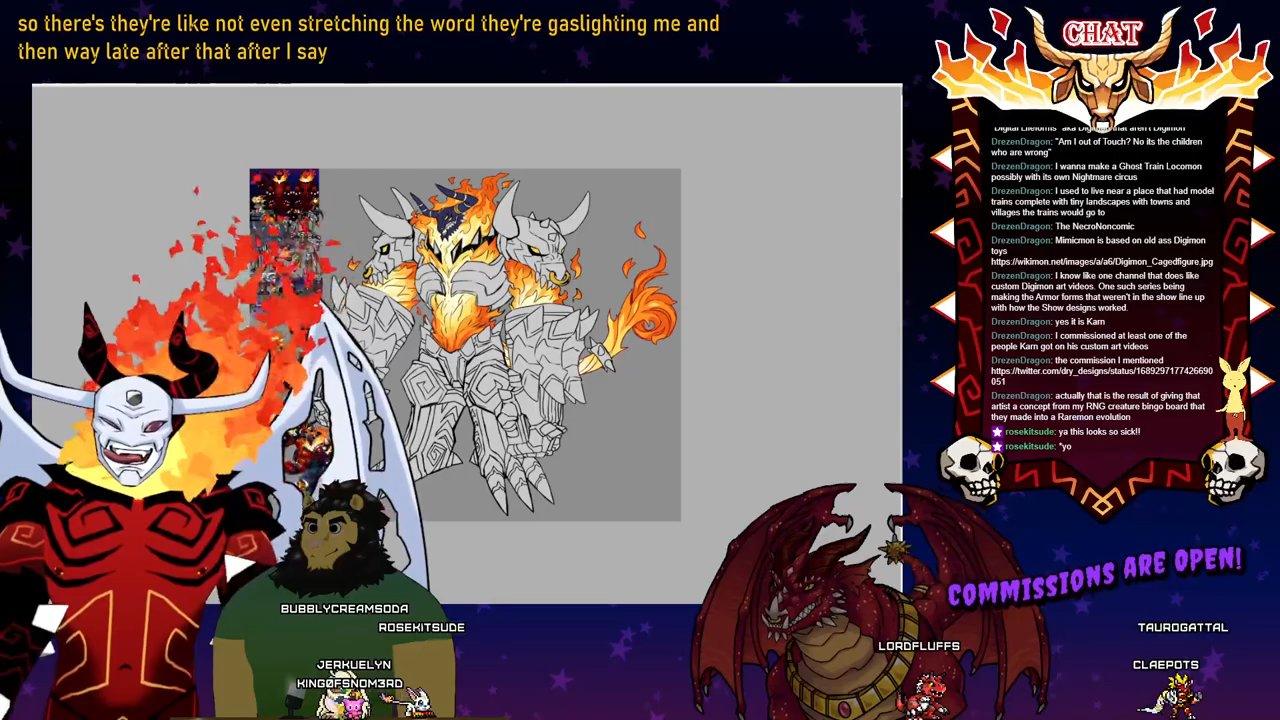 so there's they're like not even stretching the word they're gaslighting me and
then way late after that after I say
CHAT
DrezenDragon: "Am I out of Touch? No its the children
who are wrong"
DrezenDragon: I wanna make a Ghost Train Locomon
possibly with its own Nightmare circus
DrezenDragon: I used to live near a place that had model
trains complete with tiny landscapes with towns and
villages the trains would go to
DrezenDragon: The NecroNoncomic
DrezenDragon: Mimicmon is based on old ass Digimon
toys
https://wikimon.net/images/a/a6/Digimon_Cagedfigure.jpg
DrezenDragon: I know like one channel that does like
custom Digimon art videos. One such series being
making the Armor forms that weren't in the show line up
with how the Show designs worked.
DrezenDragon: yes it is Karn
DrezenDragon: I commissioned at least one of the
people Karn got on his custom art videos
DrezenDragon: the commission I mentioned
https://twitter.com/dry_designs/status/1689297177426690
051
DrezenDragon: actually that is the result of giving that
artist a concept from my RNG creature bingo board that
they made into a Raremon evolution
rosekitsude: ya this looks so sick!!
rosekitsude: *yo
COMMISSIONS ARE OPEN!
BUBBLYCREAMSODA
ROSEKITSUDE
JERKUELYN
KINGOFSNOM3RD
LORDFLUFFS
TAUROGATTAL
CLAEPOTS